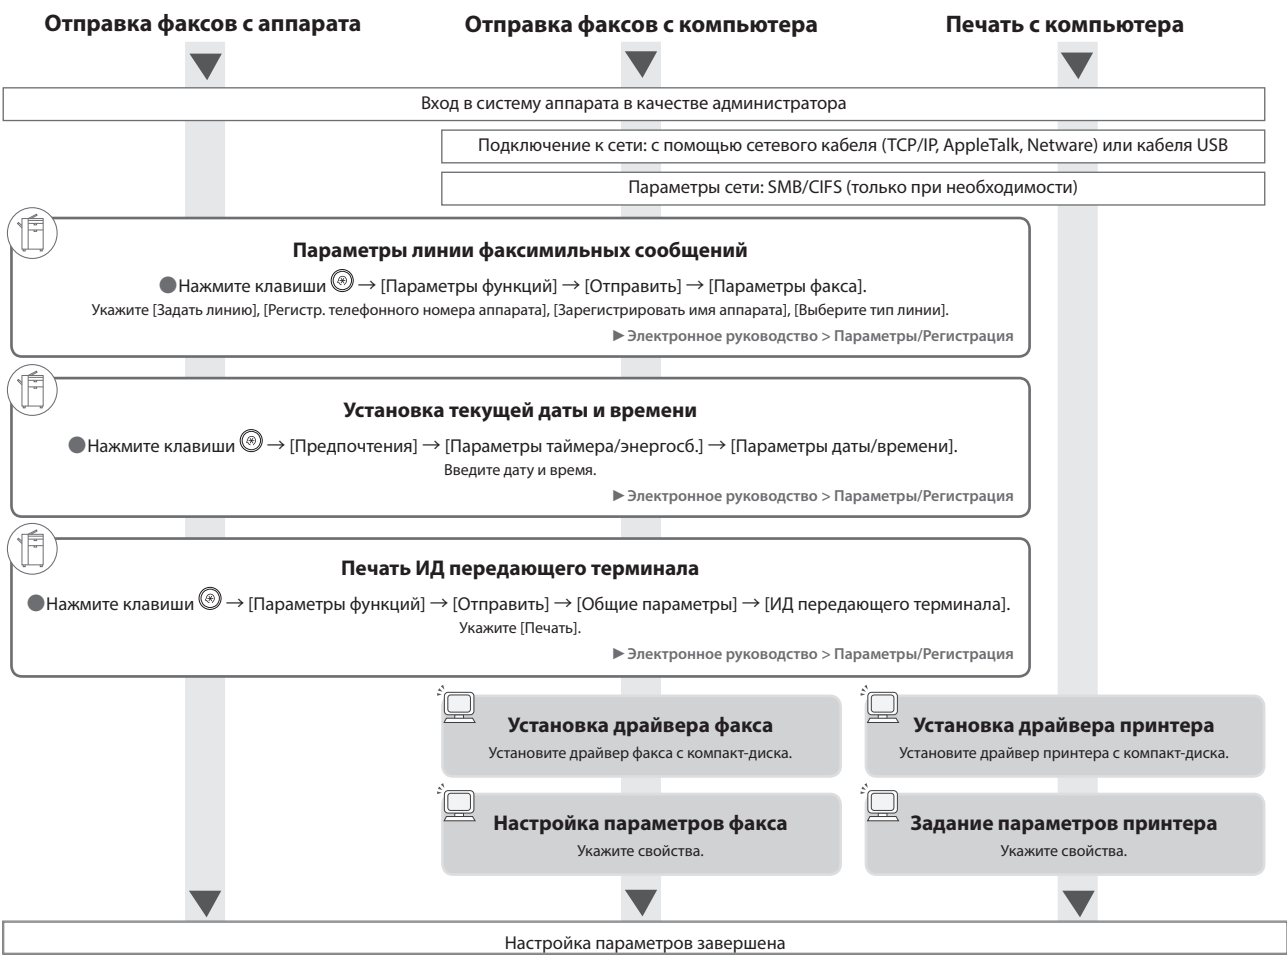 Отправка факсов с аппарата
Отправка факсов с компьютера
Печать с компьютера
Вход в систему аппарата в качестве администратора
Подключение к сети: с помощью сетевого кабеля (TCP/IP, AppleTalk, Netware) или кабеля USB
Параметры сети: SMB/CIFS (только при необходимости)
Параметры линии факсимильных сообщений
●Нажмите клавиши → [Параметры функций] → [Отправить] → [Параметры факса].
Укажите [Задать линию], [Регистр. телефонного номера аппарата], [Зарегистрировать имя аппарата], [Выберите тип линии].
►Электронное руководство > Параметры/Регистрация
Установка текущей даты и времени
●Нажмите клавиши → [Предпочтения] → [Параметры таймера/энергосб.] → [Параметры даты/времени].
Введите дату и время.
►Электронное руководство > Параметры/Регистрация
Печать ИД передающего терминала
●Нажмите клавиши → [Параметры функций] → [Отправить] → [Общие параметры] → [ИД передающего терминала].
Укажите [Печать].
►Электронное руководство > Параметры/Регистрация
Установка драйвера факса
Установите драйвер факса с компакт-диска.
Установка драйвера принтера
Установите драйвер принтера с компакт-диска.
Настройка параметров факса
Укажите свойства.
Задание параметров принтера
Укажите свойства.
Настройка параметров завершена